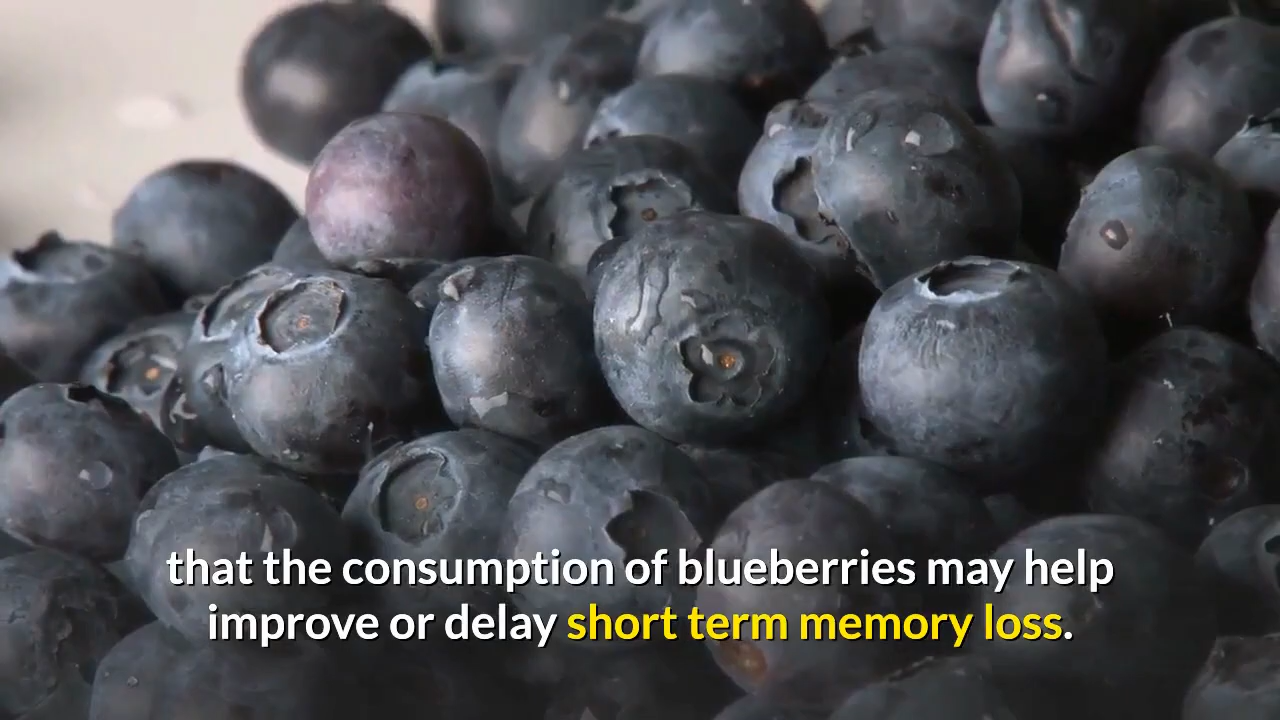 that the consumption of blueberries may help
improve or delay short term memory loss.